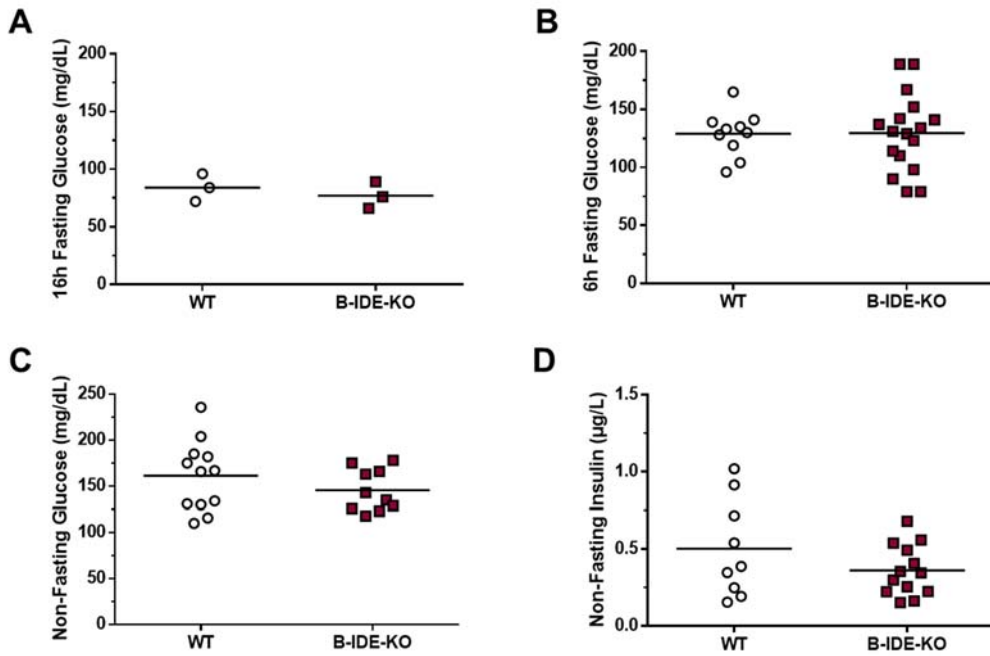 A
16h Fasting Glucose (mg/dL)
200
150
100
50
0
WT
B-IDE-KO
B
6h Fasting Glucose (mg/dL)
200
150
100
50
0
WT
B-IDE-KO
C
Non-Fasting Glucose (mg/dL)
250
200
150
100
50
0
WT
B-IDE-KO
D
Non-Fasting Insulin (µg/L)
1.5
1.0
0.5
0.0
WT
B-IDE-KO